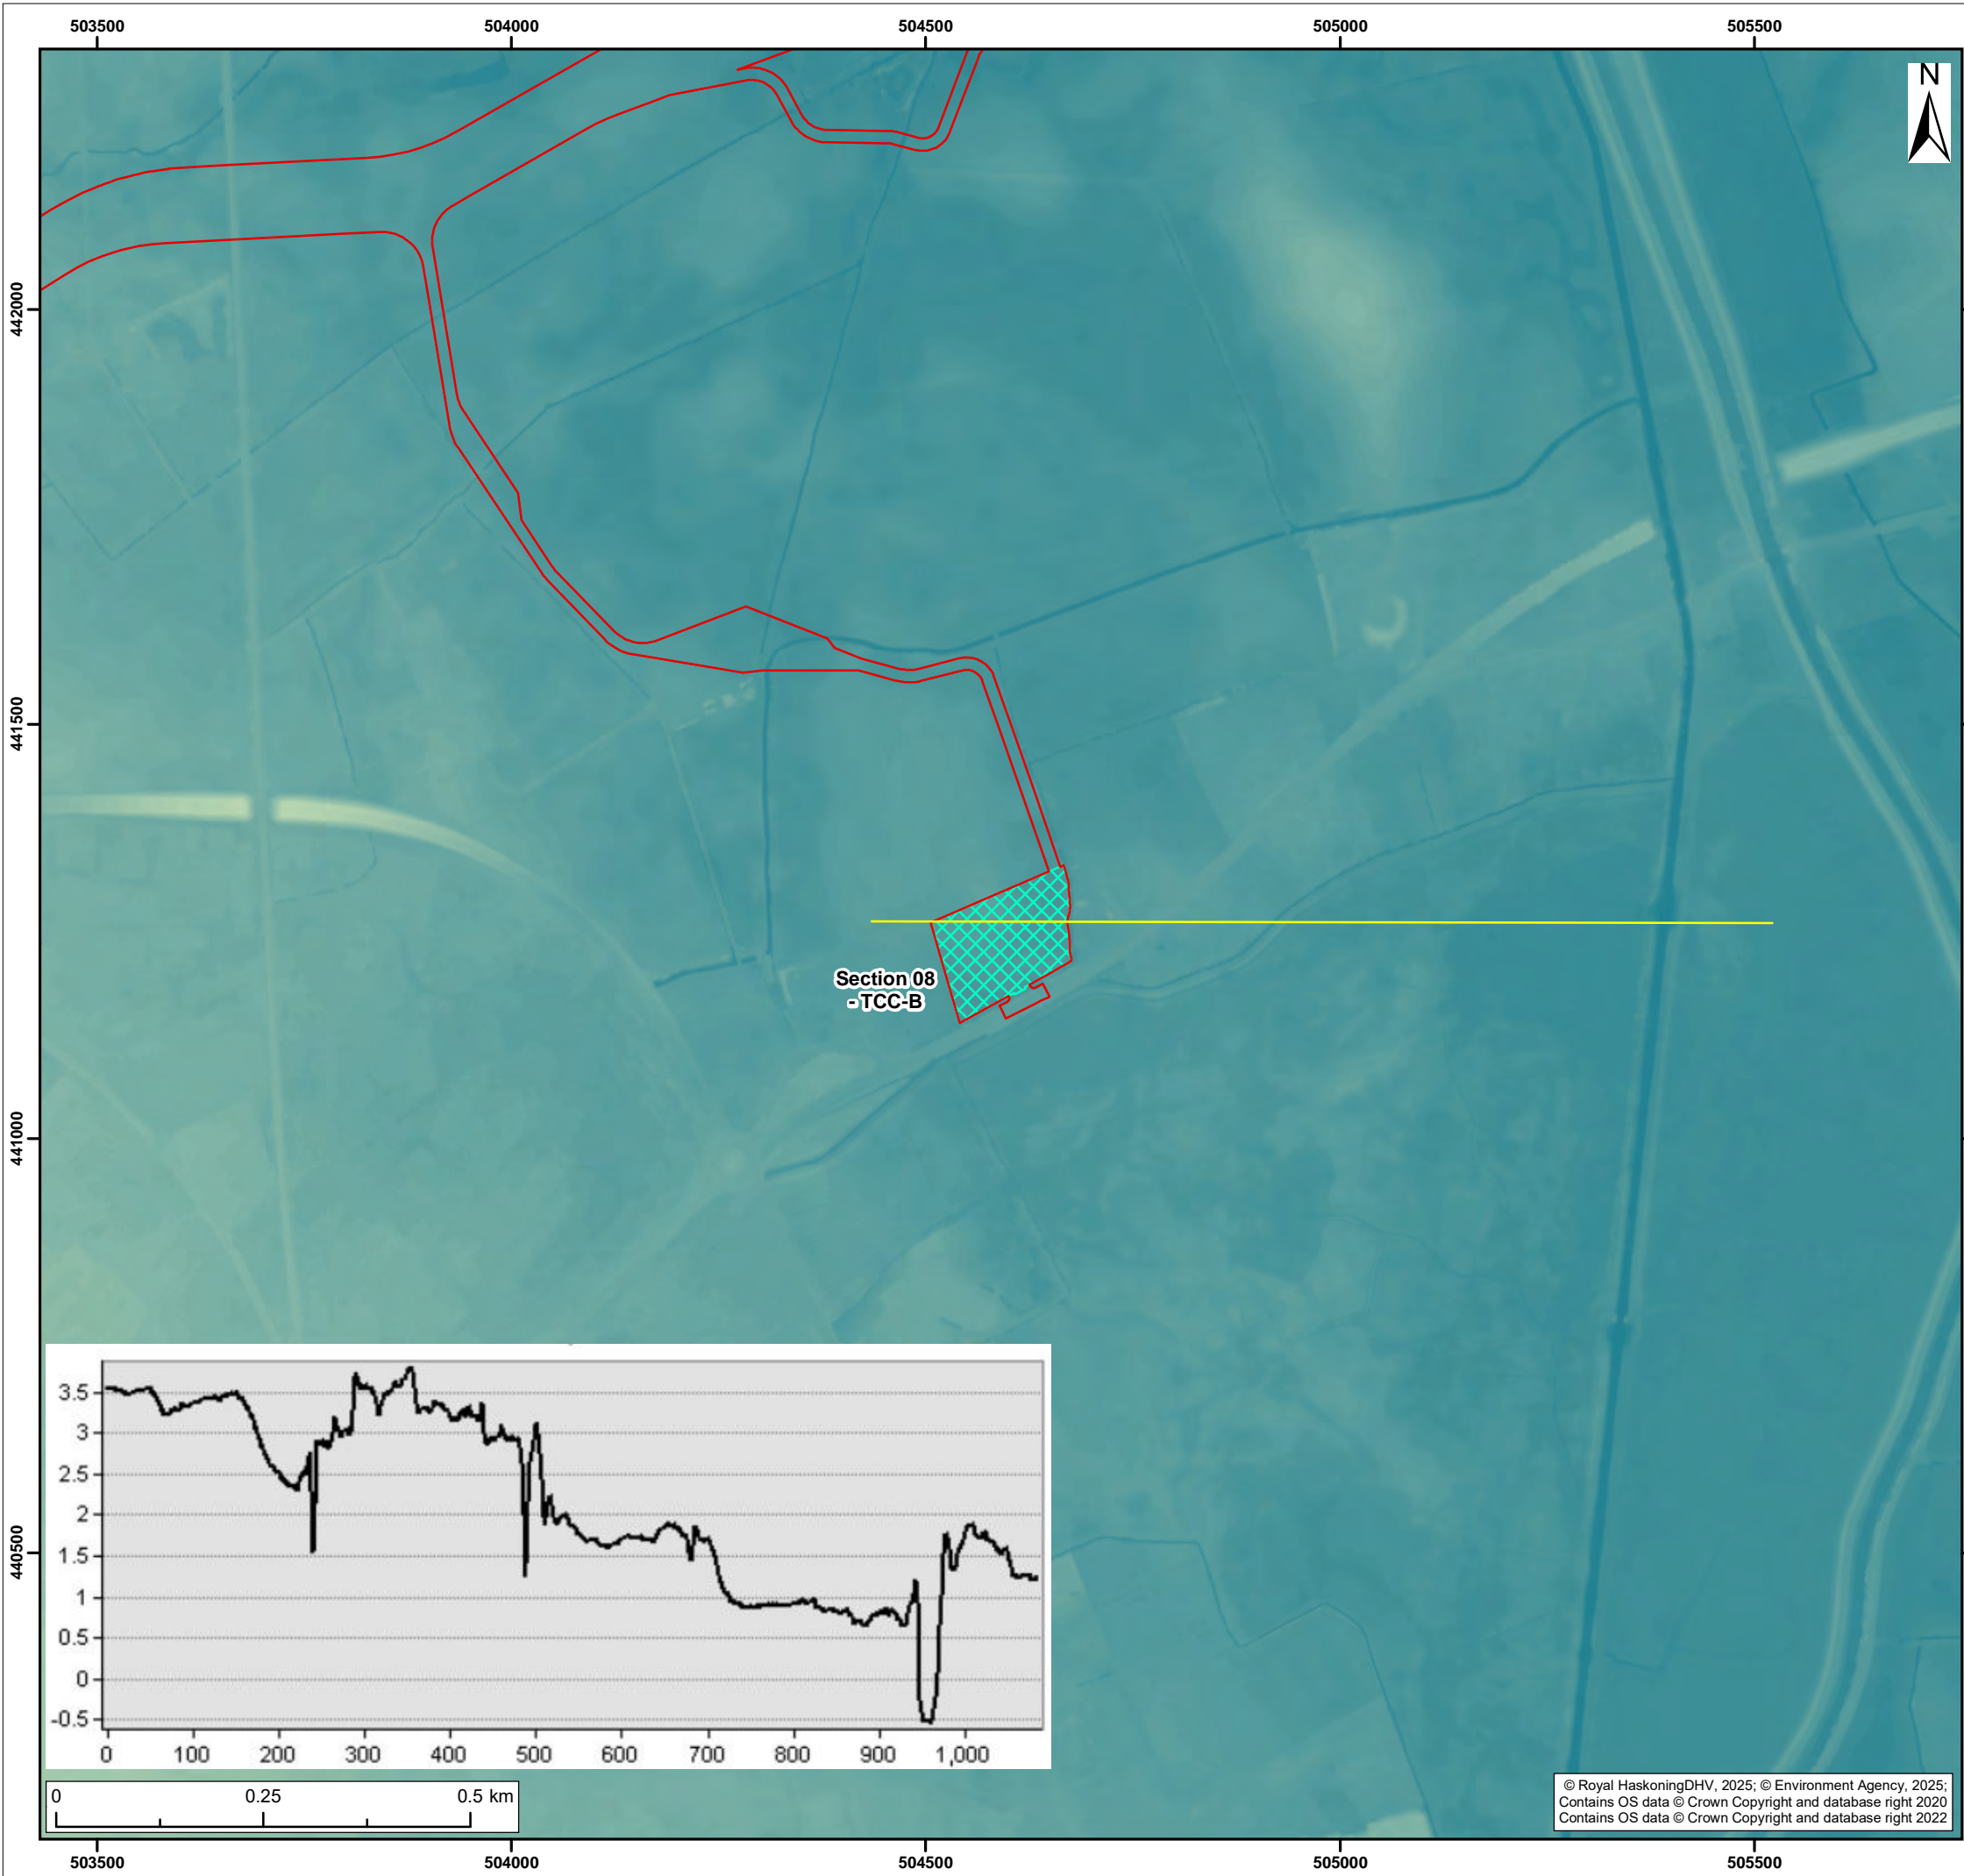 503500 504000 504500 505000 505500
N
442000
441500
441000
440500
Section 08
- TCC-B
3.5
3
2.5
2
1.5
1
0.5
0
-0.5
0 100 200 300 400 500 600 700 800 900 1,000
0 0.25 0.5 km
© Royal HaskoningDHV, 2025; © Environment Agency, 2025;
Contains OS data © Crown Copyright and database right 2020
Contains OS data © Crown Copyright and database right 2022
503500 504000 504500 505000 505500